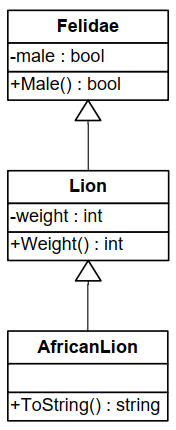 Felidae
-male : bool
+Male() : bool
Lion
-weight : int
+Weight() : int
AfricanLion
+ToString() : string